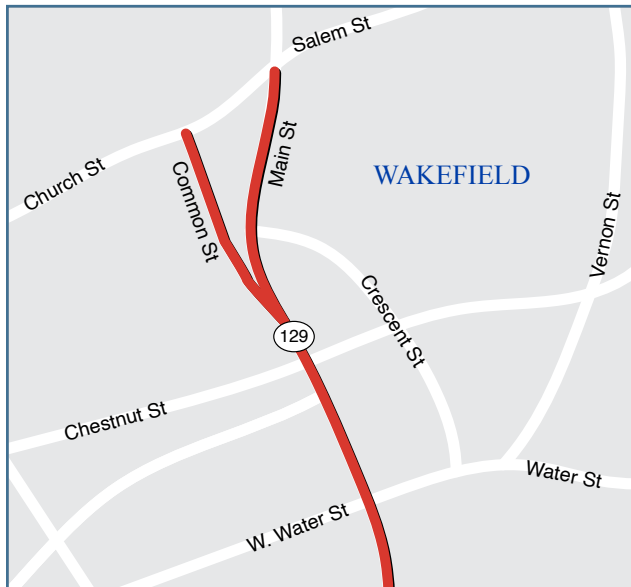 Salem St
Main St
Church St
Common St
WAKEFIELD
Vernon St
Crescent St
129
Chestnut St
Water St
W. Water St